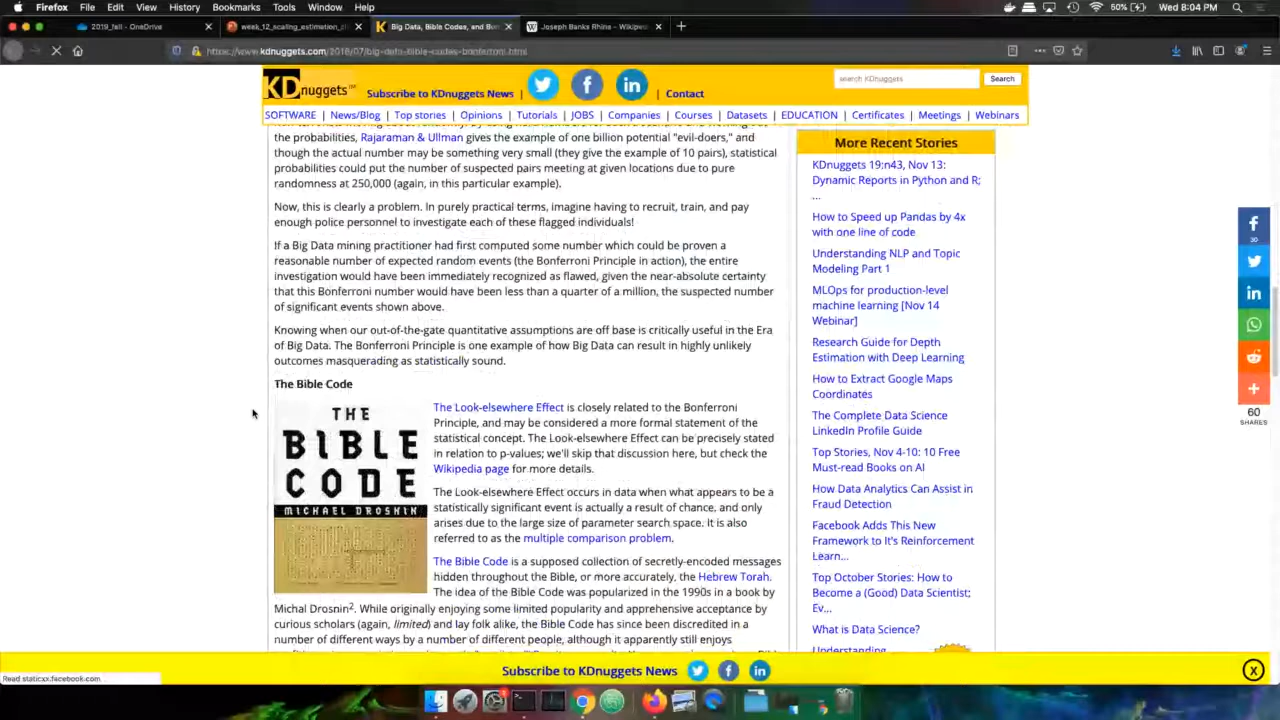 Firefox File Edit View History Bookmarks Tools Window Help
60% Wed 8:04 PM
2019_fall - OneDrive
week_12_scaling_estimation_pl
Big Data, Bible Codes, and Bon
Joseph Banks Rhine - Wikipedi
https://www.kdnuggets.com/2016/07/big-data-bible-codes-bonferroni.html
KDnuggets™
Subscribe to KDnuggets News | | Contact
search KDnuggets
Search
SOFTWARE | News/Blog | Top stories | Opinions | Tutorials | JOBS | Companies | Courses | Datasets | EDUCATION | Certificates | Meetings | Webinars
the probabilities, Rajaraman & Ullman gives the example of one billion potential "evil-doers," and
though the actual number may be something very small (they give the example of 10 pairs), statistical
probabilities could put the number of suspected pairs meeting at given locations due to pure
randomness at 250,000 (again, in this particular example).
Now, this is clearly a problem. In purely practical terms, imagine having to recruit, train, and pay
enough police personnel to investigate each of these flagged individuals!
If a Big Data mining practitioner had first computed some number which could be proven a
reasonable number of expected random events (the Bonferroni Principle in action), the entire
investigation would have been immediately recognized as flawed, given the near-absolute certainty
that this Bonferroni number would have been less than a quarter of a million, the suspected number
of significant events shown above.
Knowing when our out-of-the-gate quantitative assumptions are off base is critically useful in the Era
of Big Data. The Bonferroni Principle is one example of how Big Data can result in highly unlikely
outcomes masquerading as statistically sound.
The Bible Code
THE
BIBLE
CODE
MICHAEL DROSNIN
The Look-elsewhere Effect is closely related to the Bonferroni
Principle, and may be considered a more formal statement of the
statistical concept. The Look-elsewhere Effect can be precisely stated
in relation to p-values; we'll skip that discussion here, but check the
Wikipedia page for more details.
The Look-elsewhere Effect occurs in data when what appears to be a
statistically significant event is actually a result of chance, and only
arises due to the large size of parameter search space. It is also
referred to as the multiple comparison problem.
The Bible Code is a supposed collection of secretly-encoded messages
hidden throughout the Bible, or more accurately, the Hebrew Torah.
The idea of the Bible Code was popularized in the 1990s in a book by
Michal Drosnin2. While originally enjoying some limited popularity and apprehensive acceptance by
curious scholars (again, limited) and lay folk alike, the Bible Code has since been discredited in a
number of different ways by a number of different people, although it apparently still enjoys
More Recent Stories
KDnuggets 19:n43, Nov 13:
Dynamic Reports in Python and R;
...
How to Speed up Pandas by 4x
with one line of code
Understanding NLP and Topic
Modeling Part 1
MLOps for production-level
machine learning [Nov 14
Webinar]
Research Guide for Depth
Estimation with Deep Learning
How to Extract Google Maps
Coordinates
The Complete Data Science
LinkedIn Profile Guide
Top Stories, Nov 4-10: 10 Free
Must-read Books on AI
How Data Analytics Can Assist in
Fraud Detection
Facebook Adds This New
Framework to It's Reinforcement
Learn...
Top October Stories: How to
Become a (Good) Data Scientist;
Ev...
What is Data Science?
Understanding
30
60
SHARES
Subscribe to KDnuggets News
X
Read staticxx.facebook.com